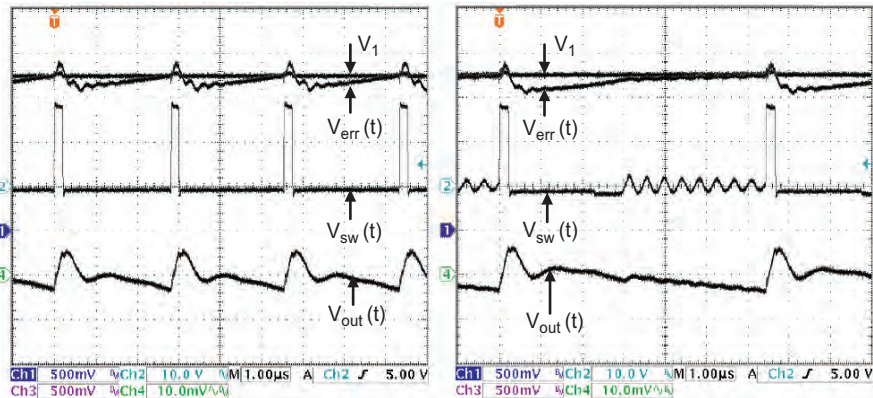 T
V1
Verr (t)
2
1
Vsw (t)
4
Vout (t)
Ch1 500mV Ch2 10.0 V M 1.00µs A Ch2 5.00 V
Ch3 500mV Ch4 10.0mV
T
V1
Verr (t)
2
1
Vsw (t)
4
Vout (t)
Ch1 500mV Ch2 10.0 V M 1.00µs A Ch2 5.00 V
Ch3 500mV Ch4 10.0mV